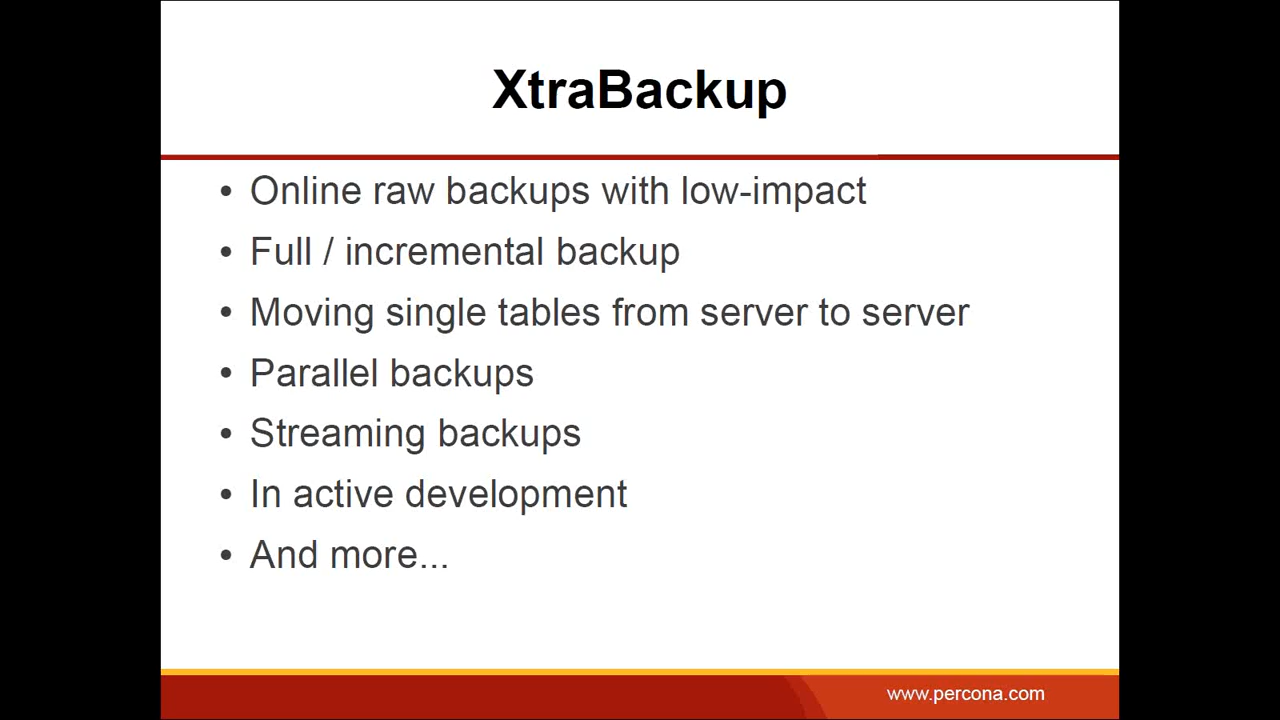 XtraBackup
• Online raw backups with low-impact
• Full / incremental backup
• Moving single tables from server to server
• Parallel backups
• Streaming backups
• In active development
• And more...
www.percona.com